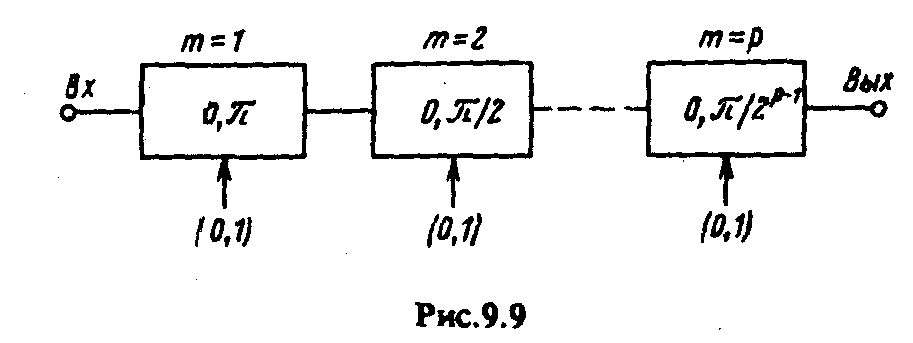 m=1 m=2 m=p
Вх Вых
0,π 0,π/2 0,π/2^{p-1}
(0,1) (0,1) (0,1)
Рис.9.9